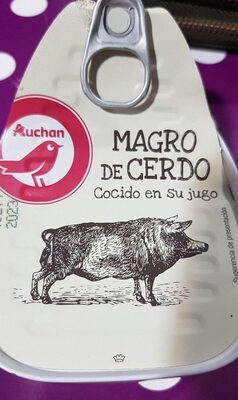 Auchan
MAGRO
DE CERDO
Cocido en su jugo
2023
Sugerencia de presentación